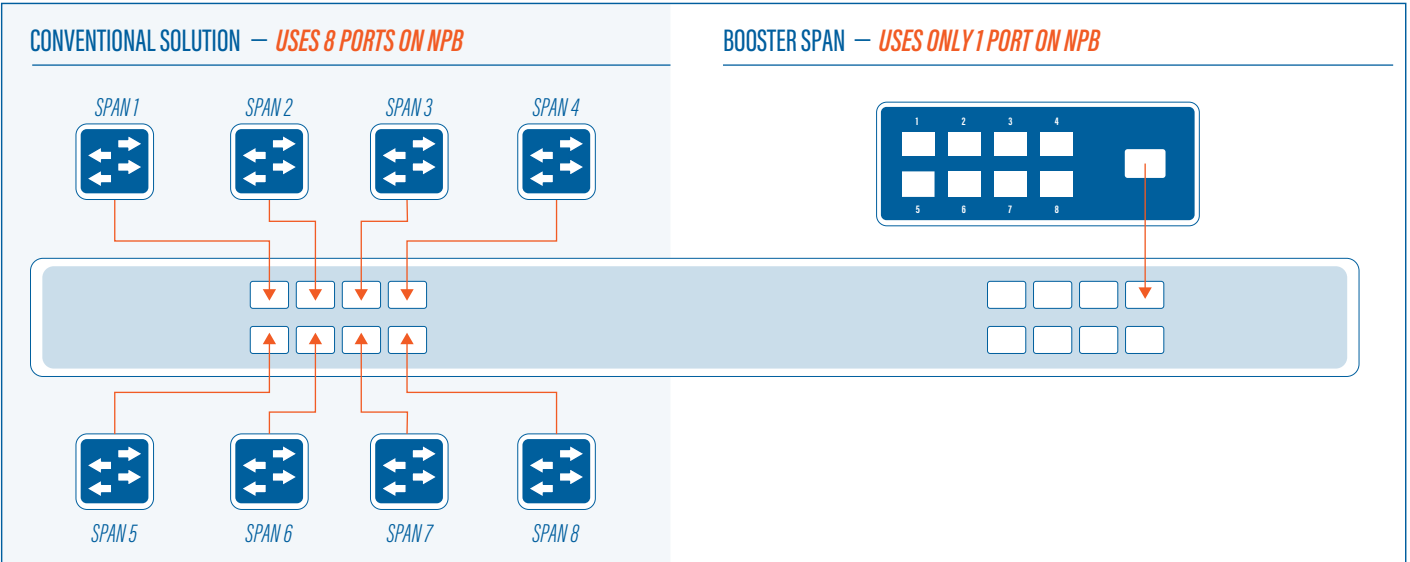 CONVENTIONAL SOLUTION — USES 8 PORTS ON NPB
BOOSTER SPAN — USES ONLY 1 PORT ON NPB
SPAN 1 SPAN 2 SPAN 3 SPAN 4
1 2 3 4
5 6 7 8
SPAN 5 SPAN 6 SPAN 7 SPAN 8